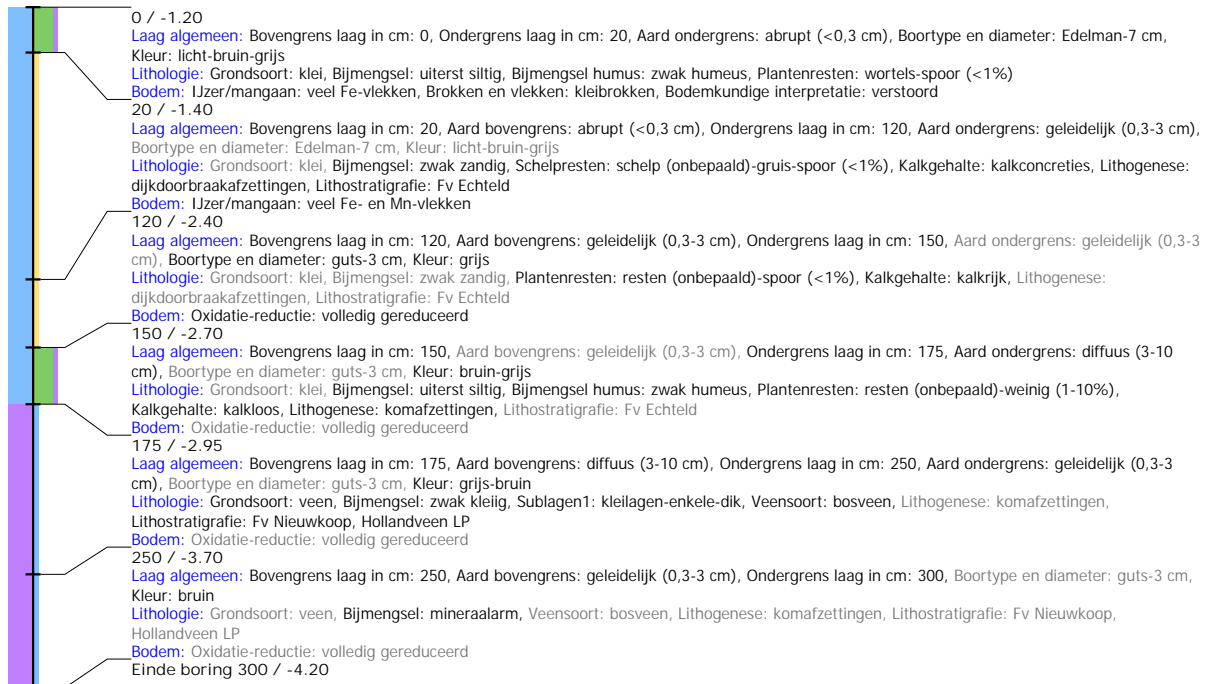 0 / -1.20
Laag algemeen: Bovengrens laag in cm: 0, Ondergrens laag in cm: 20, Aard ondergrens: abrupt (<0,3 cm), Boortype en diameter: Edelman-7 cm,
Kleur: licht-bruin-grijs
Lithologie: Grondsoort: klei, Bijmengsel: uiterst siltig, Bijmengsel humus: zwak humeus, Plantenresten: wortels-spoor (<1%)
Bodem: IJzer/mangaan: veel Fe-vlekken, Brokken en vlekken: kleibrokken, Bodemkundige interpretatie: verstoord
20 / -1.40
Laag algemeen: Bovengrens laag in cm: 20, Aard bovengrens: abrupt (<0,3 cm), Ondergrens laag in cm: 120, Aard ondergrens: geleidelijk (0,3-3 cm),
Boortype en diameter: Edelman-7 cm, Kleur: licht-bruin-grijs
Lithologie: Grondsoort: klei, Bijmengsel: zwak zandig, Schelpresten: schelp (onbepaald)-gruis-spoor (<1%), Kalkgehalte: kalkconcreties, Lithogenese:
dijkdoorbraakafzettingen, Lithostratigrafie: Fv Echteld
Bodem: IJzer/mangaan: veel Fe- en Mn-vlekken
120 / -2.40
Laag algemeen: Bovengrens laag in cm: 120, Aard bovengrens: geleidelijk (0,3-3 cm), Ondergrens laag in cm: 150, Aard ondergrens: geleidelijk (0,3-3
cm), Boortype en diameter: guts-3 cm, Kleur: grijs
Lithologie: Grondsoort: klei, Bijmengsel: zwak zandig, Plantenresten: resten (onbepaald)-spoor (<1%), Kalkgehalte: kalkrijk, Lithogenese:
dijkdoorbraakafzettingen, Lithostratigrafie: Fv Echteld
Bodem: Oxidatie-reductie: volledig gereduceerd
150 / -2.70
Laag algemeen: Bovengrens laag in cm: 150, Aard bovengrens: geleidelijk (0,3-3 cm), Ondergrens laag in cm: 175, Aard ondergrens: diffuus (3-10
cm), Boortype en diameter: guts-3 cm, Kleur: bruin-grijs
Lithologie: Grondsoort: klei, Bijmengsel: uiterst siltig, Bijmengsel humus: zwak humeus, Plantenresten: resten (onbepaald)-weinig (1-10%),
Kalkgehalte: kalkloos, Lithogenese: komafzettingen, Lithostratigrafie: Fv Echteld
Bodem: Oxidatie-reductie: volledig gereduceerd
175 / -2.95
Laag algemeen: Bovengrens laag in cm: 175, Aard bovengrens: diffuus (3-10 cm), Ondergrens laag in cm: 250, Aard ondergrens: geleidelijk (0,3-3
cm), Boortype en diameter: guts-3 cm, Kleur: grijs-bruin
Lithologie: Grondsoort: veen, Bijmengsel: zwak kleiig, Sublagen1: kleilagen-enkele-dik, Veensoort: bosveen, Lithogenese: komafzettingen,
Lithostratigrafie: Fv Nieuwkoop, Hollandveen LP
Bodem: Oxidatie-reductie: volledig gereduceerd
250 / -3.70
Laag algemeen: Bovengrens laag in cm: 250, Aard bovengrens: geleidelijk (0,3-3 cm), Ondergrens laag in cm: 300, Boortype en diameter: guts-3 cm,
Kleur: bruin
Lithologie: Grondsoort: veen, Bijmengsel: mineraalarm, Veensoort: bosveen, Lithogenese: komafzettingen, Lithostratigrafie: Fv Nieuwkoop,
Hollandveen LP
Bodem: Oxidatie-reductie: volledig gereduceerd
Einde boring 300 / -4.20